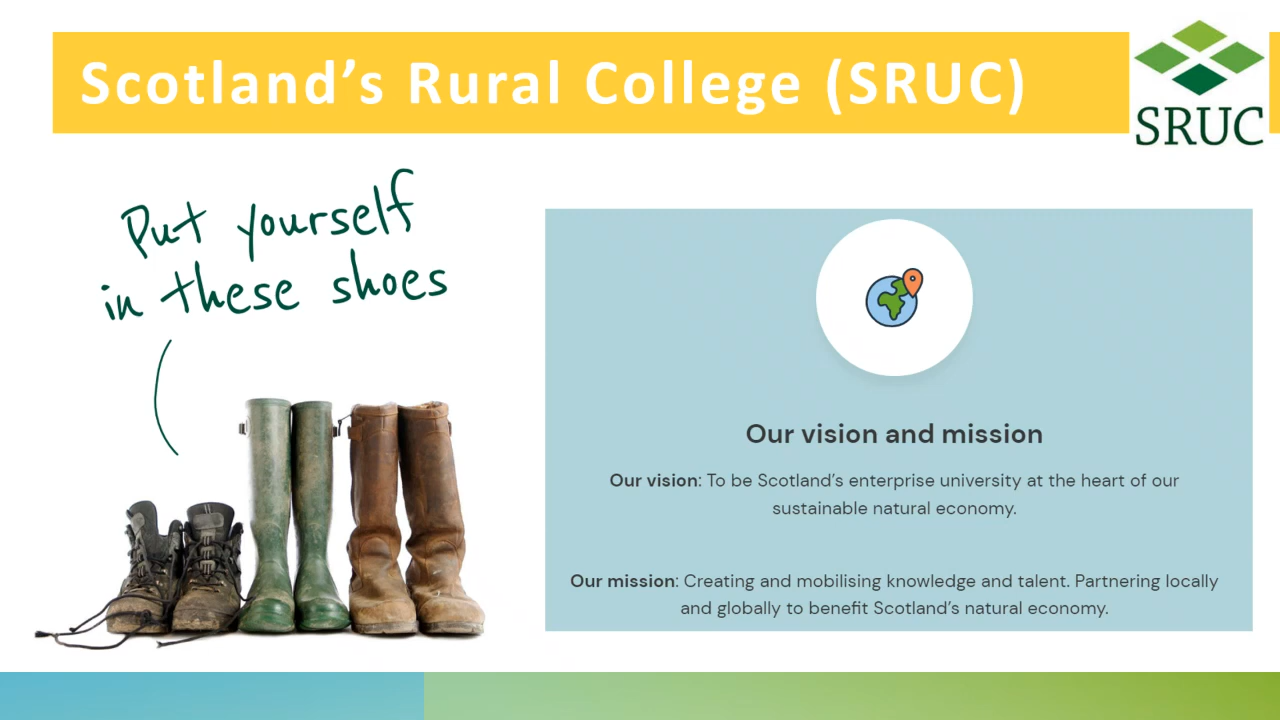 Scotland’s Rural College (SRUC)
SRUC
Put yourself
in these shoes
Our vision and mission
Our vision: To be Scotland’s enterprise university at the heart of our
sustainable natural economy.
Our mission: Creating and mobilising knowledge and talent. Partnering locally
and globally to benefit Scotland’s natural economy.